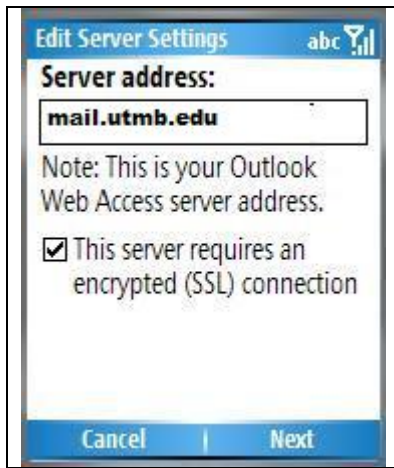 Edit Server Settings abc
Server address:
mail.utmb.edu
Note: This is your Outlook
Web Access server address.
This server requires an
encrypted (SSL) connection
Cancel Next